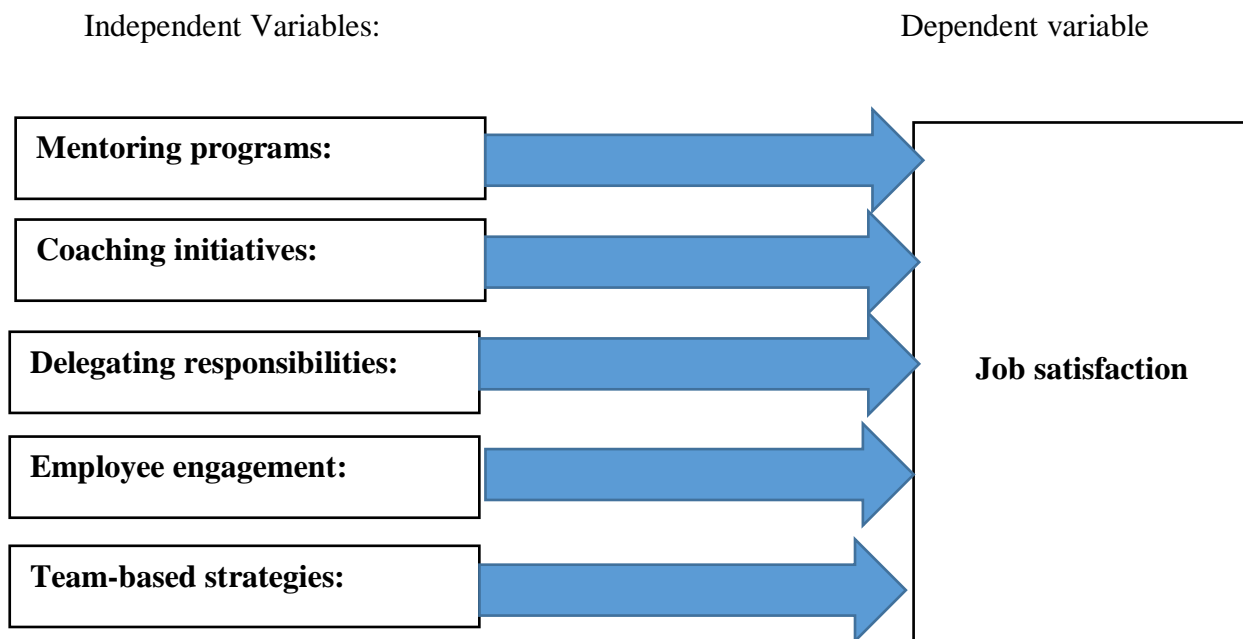 Independent Variables:
Dependent variable
Mentoring programs:
Coaching initiatives:
Delegating responsibilities:
Job satisfaction
Employee engagement:
Team-based strategies: